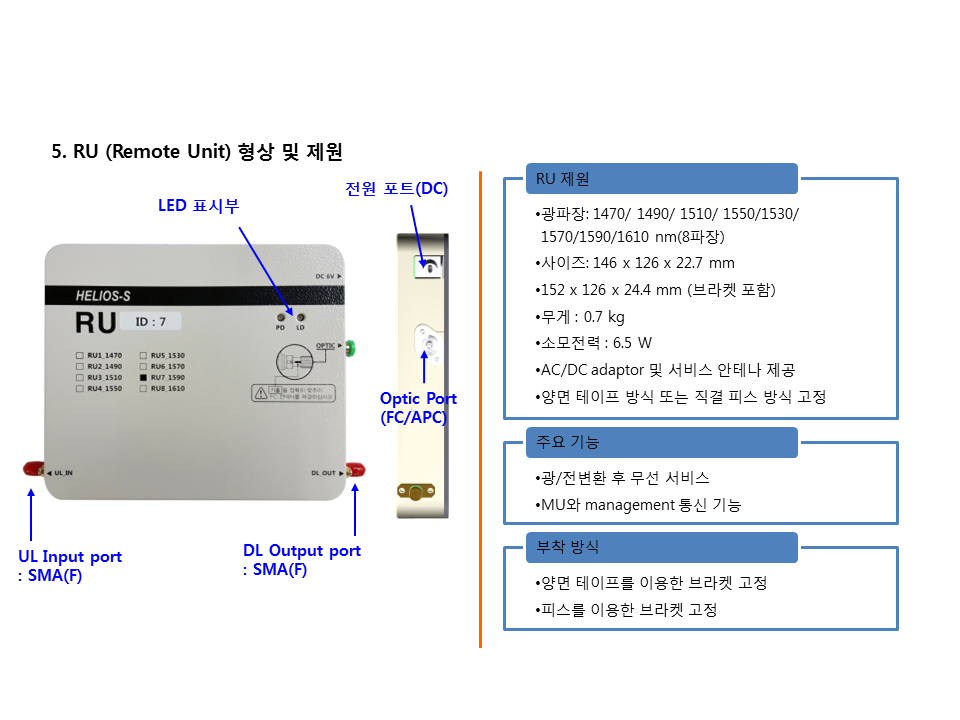 5. RU (Remote Unit) 형상 및 제원
전원 포트(DC)
LED 표시부
DC 6V ▶
HELIOS-S
RU
ID : 7
PD
LD
OPTIC ▶
RU1_1470
RU5_1530
RU2_1490
RU6_1570
RU3_1510
RU7_1590
RU4_1550
RU8_1610
◀ UL_IN
DL_OUT ▶
Optic Port
(FC/APC)
UL Input port
: SMA(F)
DL Output port
: SMA(F)
RU 제원
•광파장: 1470/ 1490/ 1510/ 1550/1530/
1570/1590/1610 nm(8파장)
•사이즈: 146 x 126 x 22.7 mm
•152 x 126 x 24.4 mm (브라켓 포함)
•무게 : 0.7 kg
•소모전력 : 6.5 W
•AC/DC adaptor 및 서비스 안테나 제공
•양면 테이프 방식 또는 직결 피스 방식 고정
주요 기능
•광/전변환 후 무선 서비스
•MU와 management 통신 기능
부착 방식
•양면 테이프를 이용한 브라켓 고정
•피스를 이용한 브라켓 고정